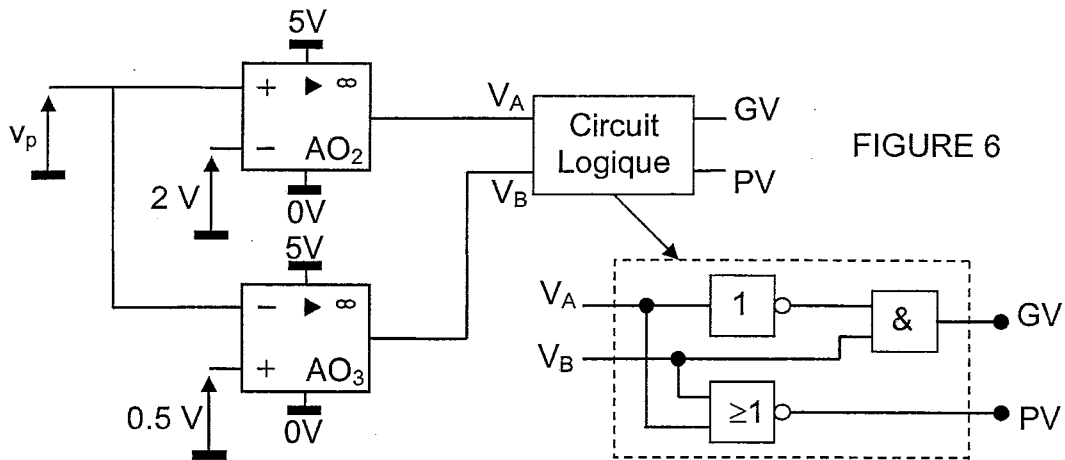 5V
+ ▶ ∞
v_p
− AO₂
2 V
0V
5V
− ▶ ∞
+ AO₃
0.5 V
0V
V_A
V_B
Circuit
Logique
GV
PV
FIGURE 6
V_A
1
&
GV
V_B
≥1
PV